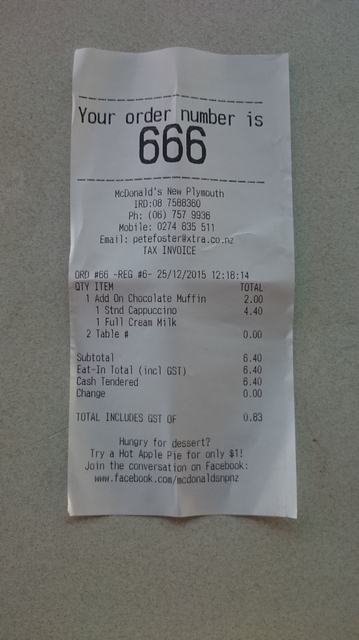 Your order number is
666
McDonald's New Plymouth
IRD:08 7588360
Ph: (06) 757 9936
Mobile: 0274 835 511
Email: petefoster@xtra.co.nz
TAX INVOICE
ORD #66 -REG #6- 25/12/2015 12:18:14
QTY ITEM TOTAL
1 Add On Chocolate Muffin 2.00
1 Stnd Cappuccino 4.40
1 Full Cream Milk
2 Table # 0.00
Subtotal 6.40
Eat-In Total (incl GST) 6.40
Cash Tendered 6.40
Change 0.00
TOTAL INCLUDES GST OF 0.83
Hungry for dessert?
Try a Hot Apple Pie for only $1!
Join the conversation on Facebook:
www.facebook.com/mcdonaldsnpnz